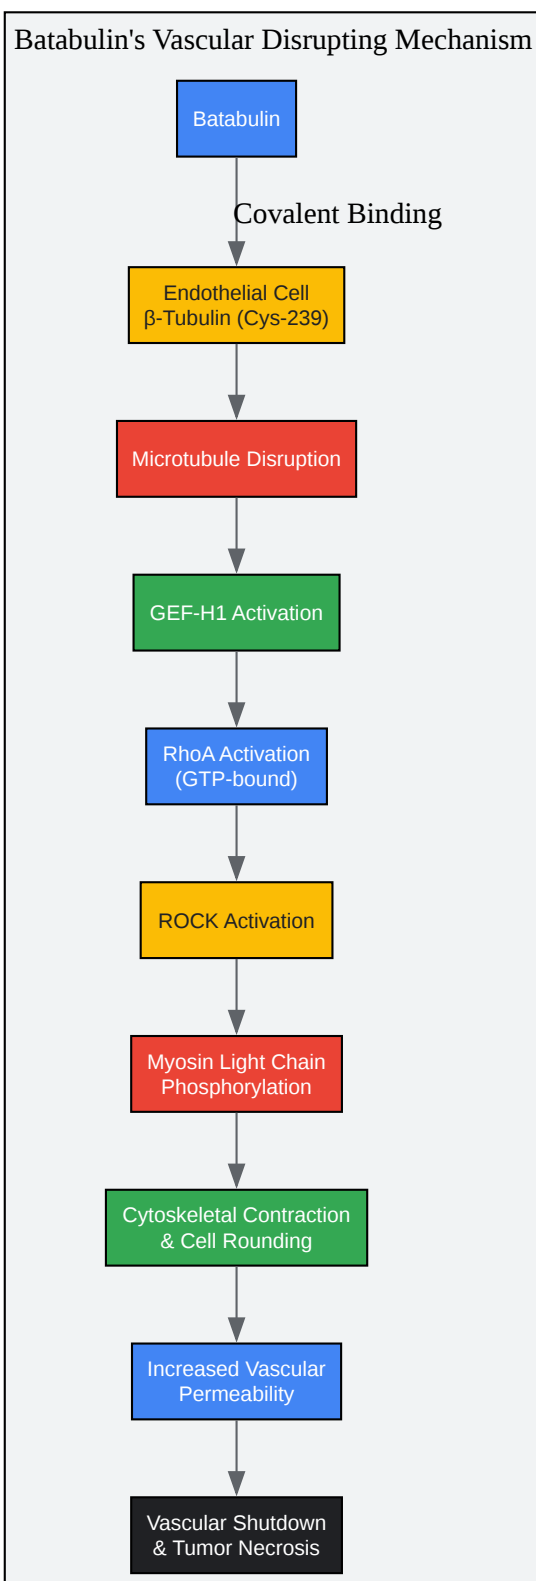 Batabulin's Vascular Disrupting Mechanism
Batabulin
Covalent Binding
Endothelial Cell
β-Tubulin (Cys-239)
Microtubule Disruption
GEF-H1 Activation
RhoA Activation
(GTP-bound)
ROCK Activation
Myosin Light Chain
Phosphorylation
Cytoskeletal Contraction
& Cell Rounding
Increased Vascular
Permeability
Vascular Shutdown
& Tumor Necrosis